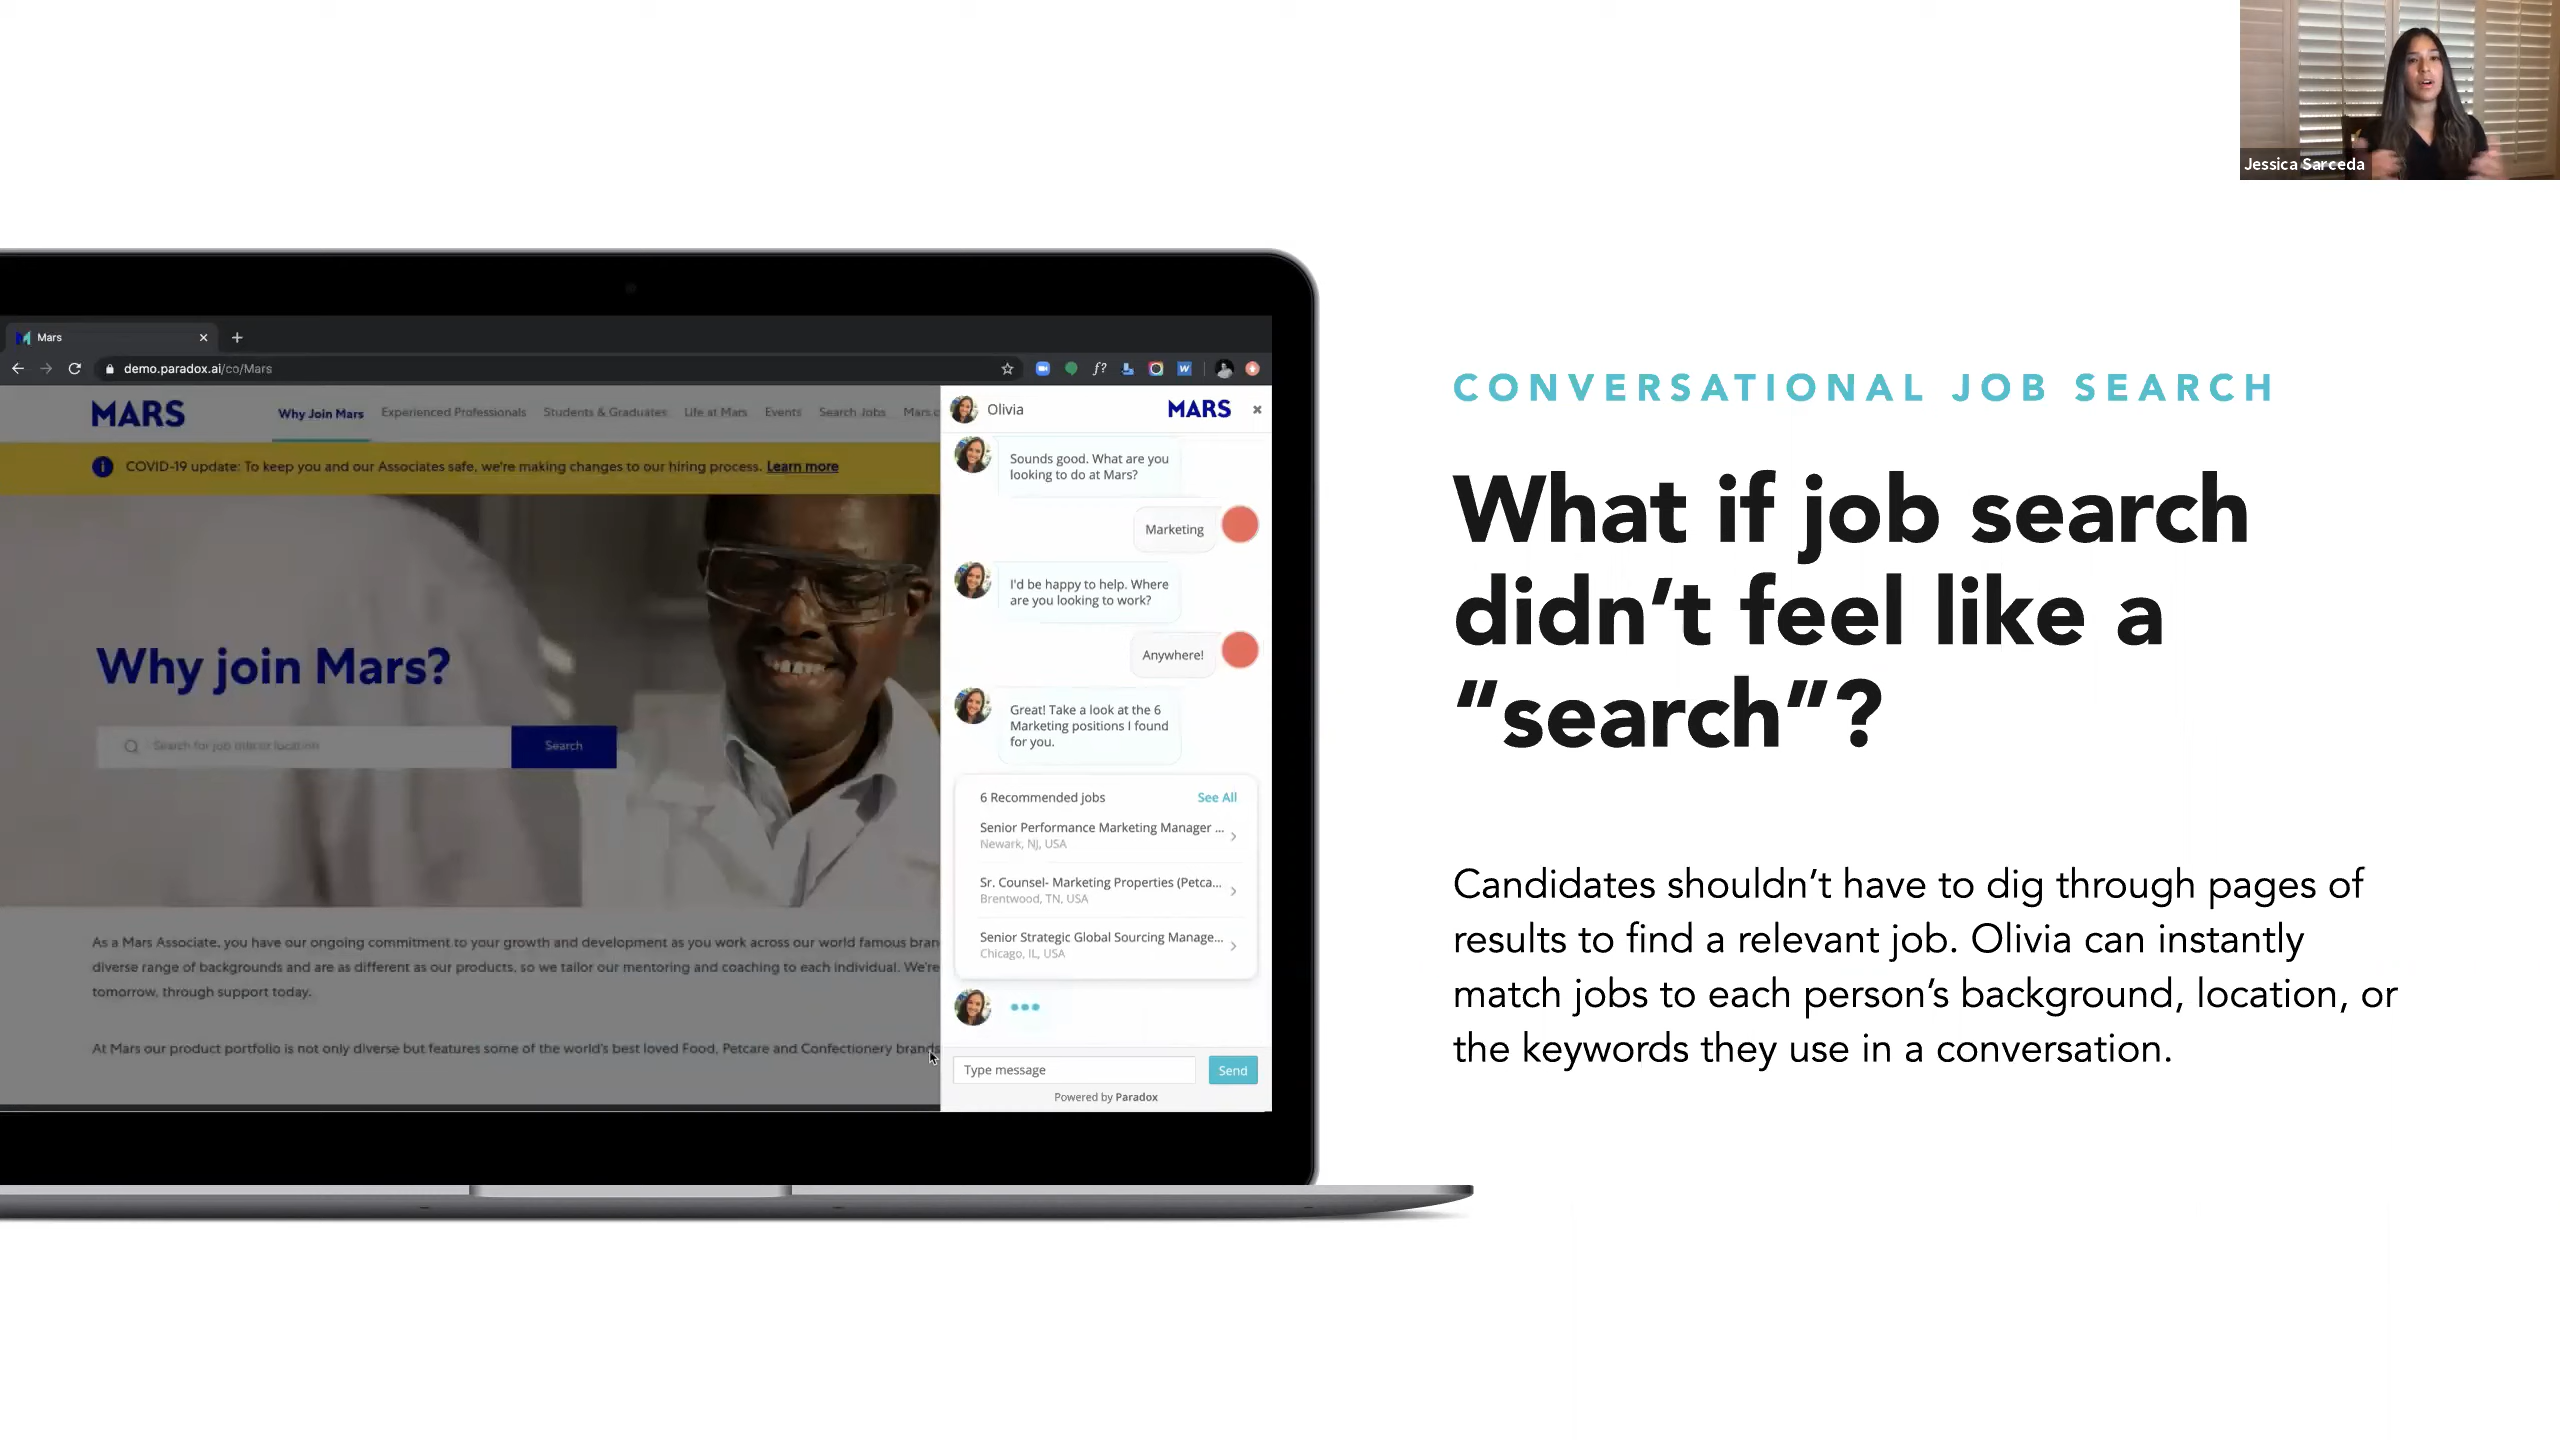 Jessica Sarceda
Mars
demo.paradox.ai/co/Mars
f?
W
MARS
Why Join Mars
Experienced Professionals
Students & Graduates
Life at Mars
Events
Search Jobs
Mars.c
COVID-19 update: To keep you and our Associates safe, we're making changes to our hiring process. Learn more
Why join Mars?
Search for job title or location
Search
As a Mars Associate, you have our ongoing commitment to your growth and development as you work across our world famous bran
diverse range of backgrounds and are as different as our products, so we tailor our mentoring and coaching to each individual. We're
tomorrow, through support today.
At Mars our product portfolio is not only diverse but features some of the world's best loved Food, Petcare and Confectionery brands
Olivia
MARS
Sounds good. What are you
looking to do at Mars?
Marketing
I'd be happy to help. Where
are you looking to work?
Anywhere!
Great! Take a look at the 6
Marketing positions I found
for you.
6 Recommended jobs
See All
Senior Performance Marketing Manager ...
Newark, NJ, USA
Sr. Counsel- Marketing Properties (Petca...
Brentwood, TN, USA
Senior Strategic Global Sourcing Manage...
Chicago, IL, USA
Type message
Send
Powered by Paradox
CONVERSATIONAL JOB SEARCH
What if job search
didn't feel like a
"search"?
Candidates shouldn't have to dig through pages of
results to find a relevant job. Olivia can instantly
match jobs to each person's background, location, or
the keywords they use in a conversation.